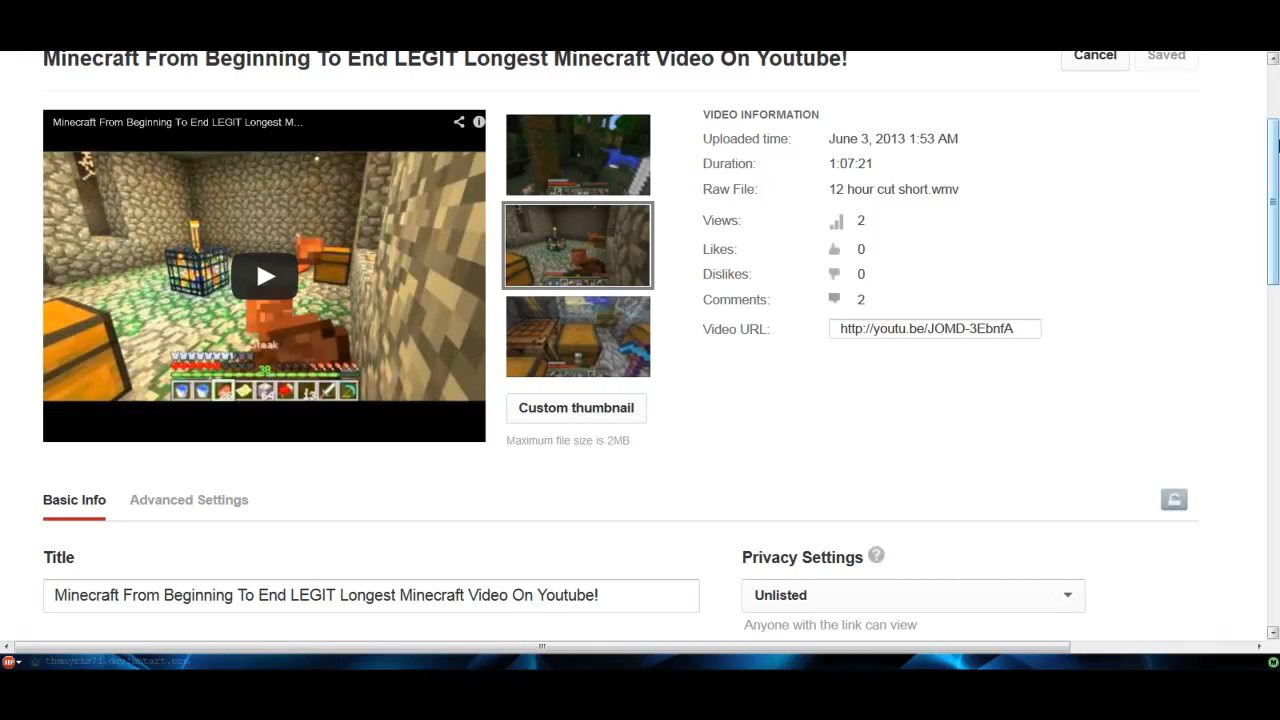 Minecraft From Beginning To End LEGIT Longest Minecraft Video On Youtube!
Cancel
Saved
Minecraft From Beginning To End LEGIT Longest M...
Steak
38
64
13
Custom thumbnail
Maximum file size is 2MB.
VIDEO INFORMATION
Uploaded time: June 3, 2013 1:53 AM
Duration: 1:07:21
Raw File: 12 hour cut short.wmv
Views: 2
Likes: 0
Dislikes: 0
Comments: 2
Video URL: http://youtu.be/JOMD-3EbnfA
Basic Info
Advanced Settings
Title
Minecraft From Beginning To End LEGIT Longest Minecraft Video On Youtube!
Privacy Settings ?
Unlisted
Anyone with the link can view
ABP